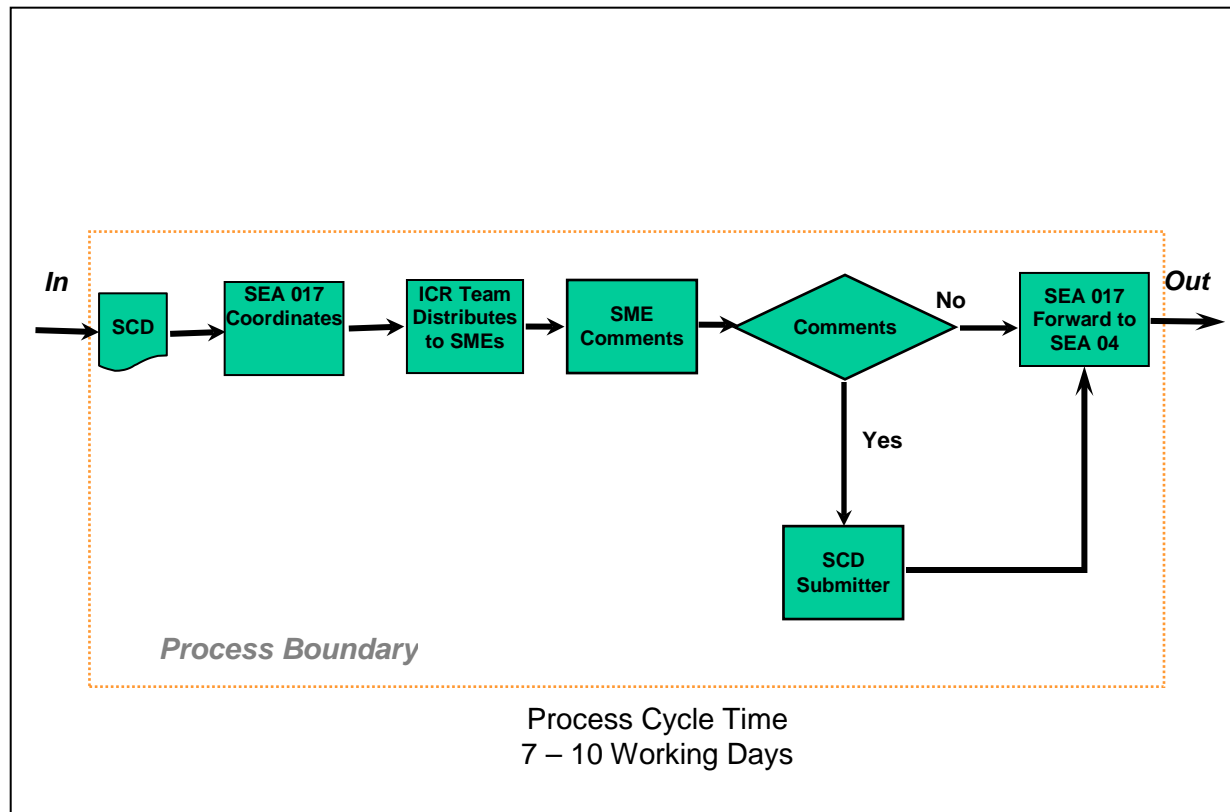 In
SCD
SEA 017
Coordinates
ICR Team
Distributes
to SMEs
SME
Comments
Comments
No
SEA 017
Forward to
SEA 04
Out
Yes
SCD
Submitter
Process Boundary
Process Cycle Time
7 – 10 Working Days